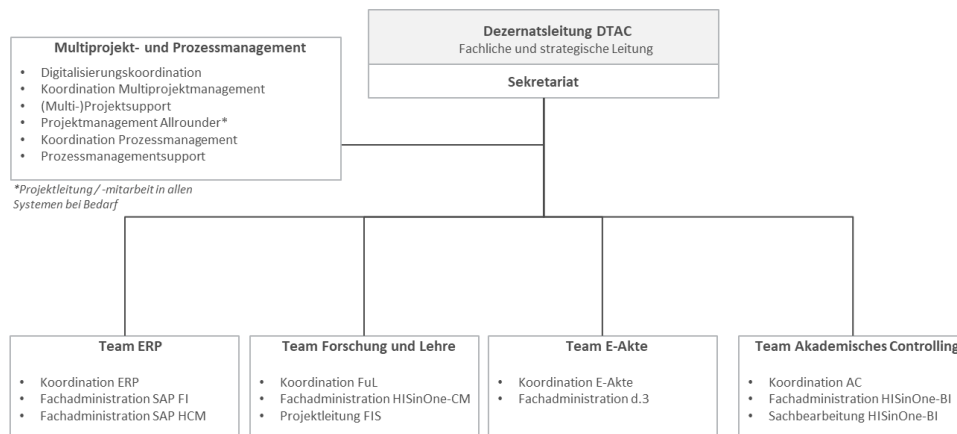 Dezernatsleitung DTAC
Fachliche und strategische Leitung
Sekretariat
Multiprojekt- und Prozessmanagement
• Digitalisierungskoordination
• Koordination Multiprojektmanagement
• (Multi-)Projektsupport
• Projektmanagement Allrounder*
• Koordination Prozessmanagement
• Prozessmanagementsupport
*Projektleitung / -mitarbeit in allen
Systemen bei Bedarf
Team ERP
• Koordination ERP
• Fachadministration SAP FI
• Fachadministration SAP HCM
Team Forschung und Lehre
• Koordination FuL
• Fachadministration HISinOne-CM
• Projektleitung FIS
Team E-Akte
• Koordination E-Akte
• Fachadministration d.3
Team Akademisches Controlling
• Koordination AC
• Fachadministration HISinOne-BI
• Sachbearbeitung HISinOne-BI